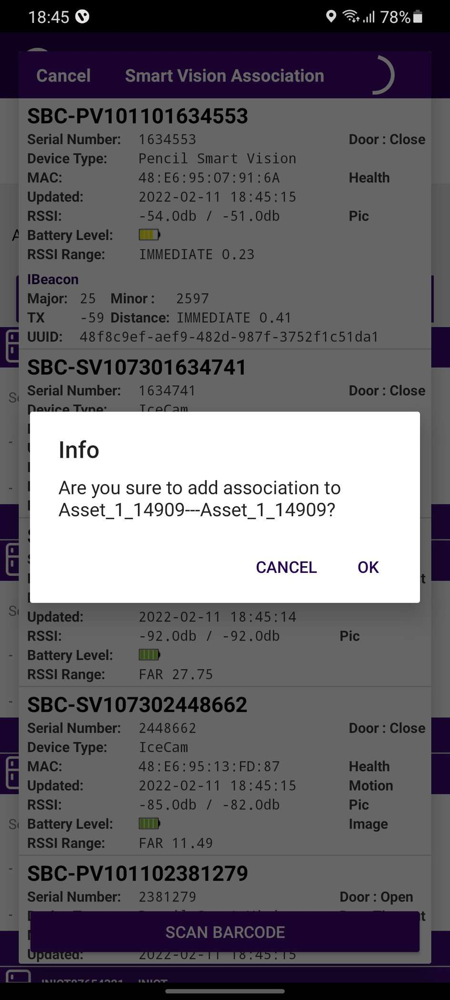 18:45 78%
Cancel Smart Vision Association
SBC-PV101101634553
Serial Number: 1634553 Door : Close
Device Type: Pencil Smart Vision
MAC: 48:E6:95:07:91:6A Health
Updated: 2022-02-11 18:45:15
RSSI: -54.0db / -51.0db Pic
Battery Level:
RSSI Range: IMMEDIATE 0.23
IBeacon
Major: 25 Minor : 2597
TX -59 Distance: IMMEDIATE 0.41
UUID: 48f8c9ef-aef9-482d-987f-3752f1c51da1
SBC-SV107301634741
Serial Number: 1634741 Door : Close
Device Type: IceCam
Info
Are you sure to add association to
Asset_1_14909---Asset_1_14909?
CANCEL OK
Updated: 2022-02-11 18:45:14
RSSI: -92.0db / -92.0db Pic
Battery Level:
RSSI Range: FAR 27.75
SBC-SV107302448662
Serial Number: 2448662 Door : Close
Device Type: IceCam
MAC: 48:E6:95:13:FD:87 Health
Updated: 2022-02-11 18:45:15 Motion
RSSI: -85.0db / -82.0db Pic
Battery Level: Image
RSSI Range: FAR 11.49
SBC-PV101102381279
Serial Number: 2381279 Door : Open
SCAN BARCODE
Updated: 2022-02-11 18:45:15